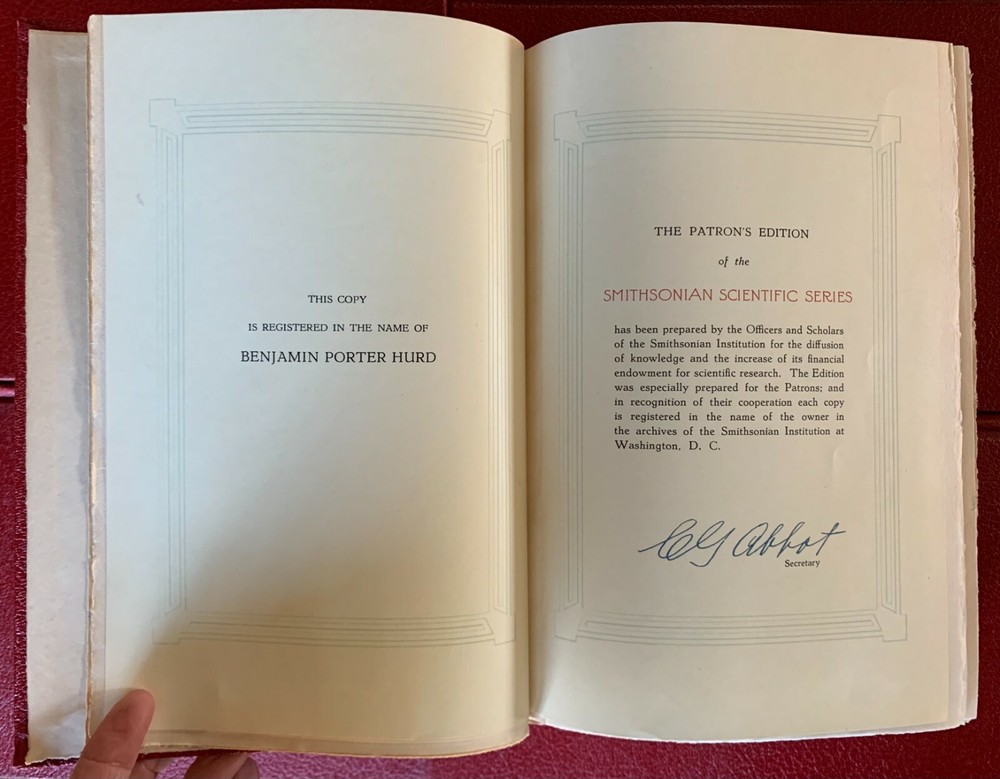 THIS COPY
IS REGISTERED IN THE NAME OF
BENJAMIN PORTER HURD
THE PATRON'S EDITION
of the
SMITHSONIAN SCIENTIFIC SERIES
has been prepared by the Officers and Scholars
of the Smithsonian Institution for the diffusion
of knowledge and the increase of its financial
endowment for scientific research. The Edition
was especially prepared for the Patrons; and
in recognition of their cooperation each copy
is registered in the name of the owner in
the archives of the Smithsonian Institution at
Washington, D. C.
CG Abbot
Secretary